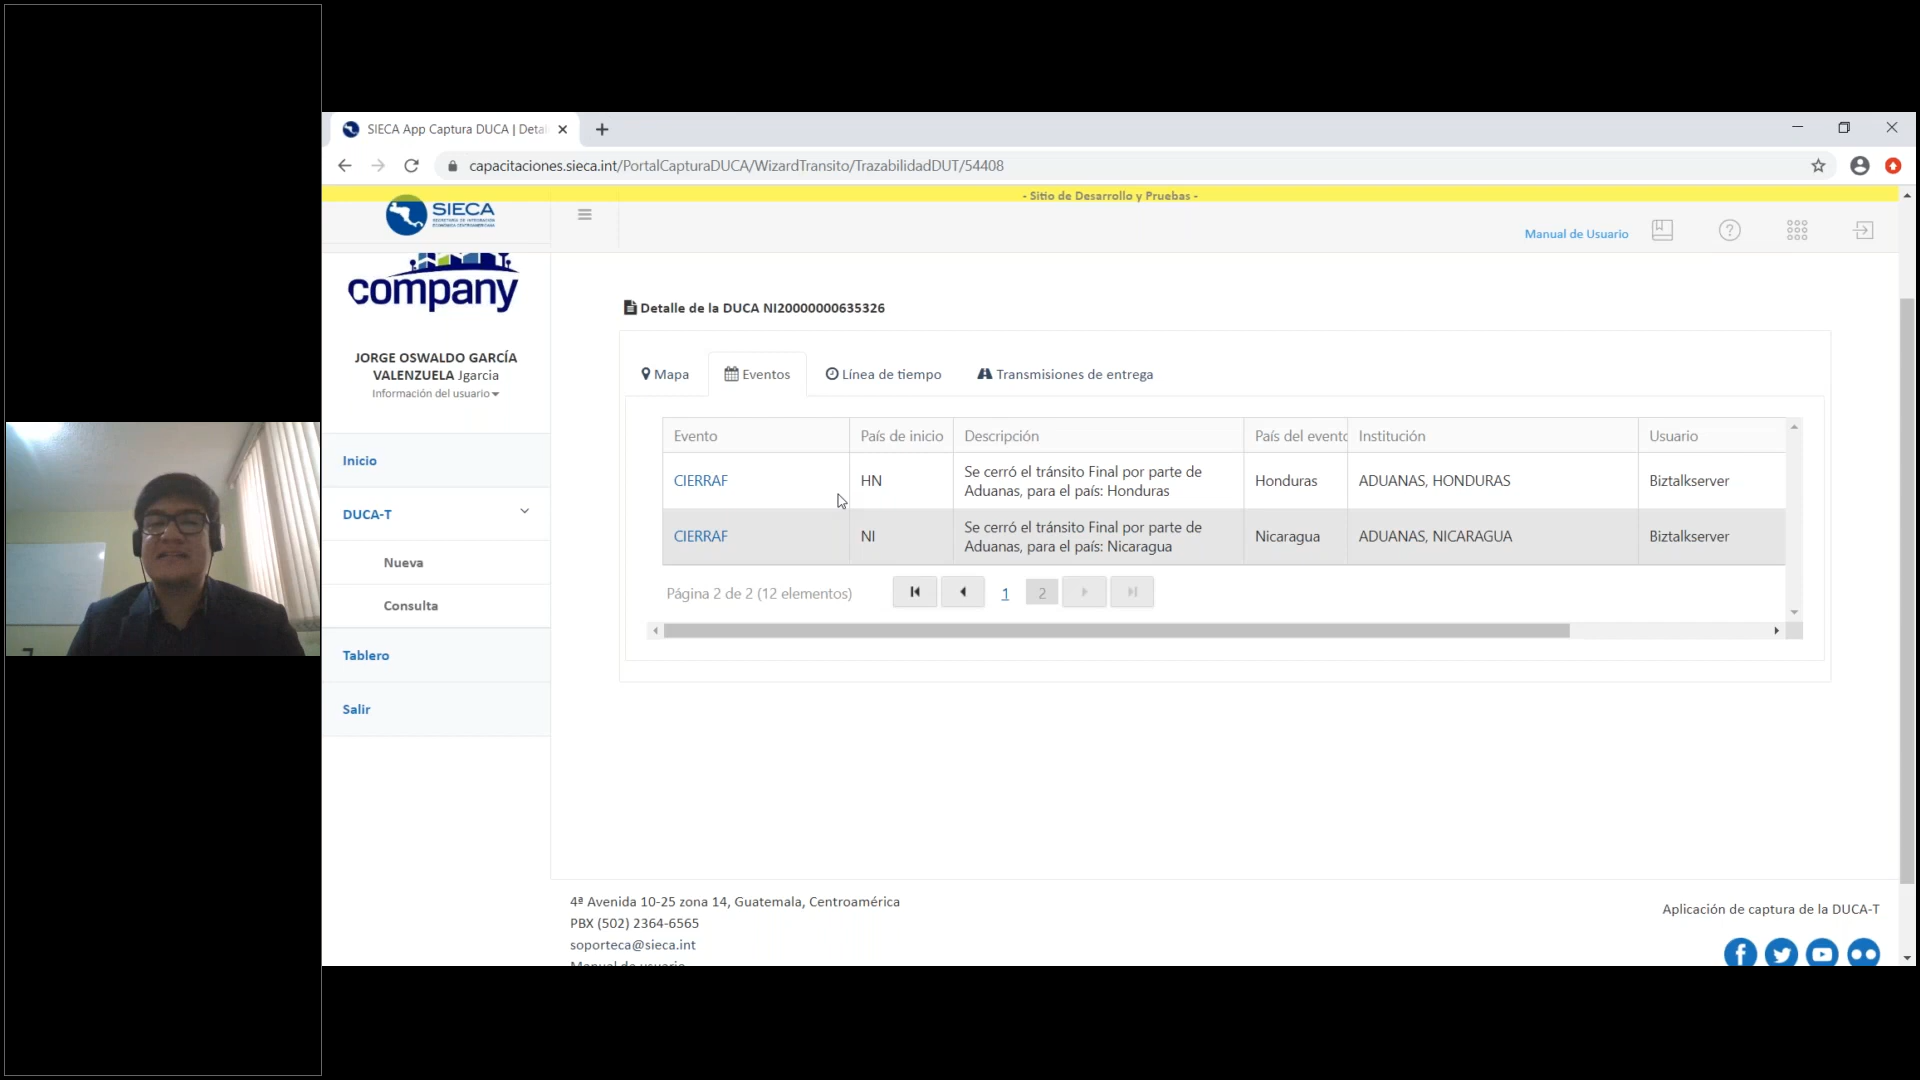 SIECA App Captura DUCA | Detal
capacitaciones.sieca.int/PortalCapturaDUCA/WizardTransito/TrazabilidadDUT/54408
- Sitio de Desarrollo y Pruebas -
SIECA
Manual de Usuario
company
JORGE OSWALDO GARCÍA
VALENZUELA Jgarcia
Información del usuario
Inicio
DUCA-T
Nueva
Consulta
Tablero
Salir
Detalle de la DUCA NI20000000635326
Mapa
Eventos
Línea de tiempo
Transmisiones de entrega
Evento
País de inicio
Descripción
País del evento
Institución
Usuario
CIERRAF
HN
Se cerró el tránsito Final por parte de
Aduanas, para el país: Honduras
Honduras
ADUANAS, HONDURAS
Biztalkserver
CIERRAF
NI
Se cerró el tránsito Final por parte de
Aduanas, para el país: Nicaragua
Nicaragua
ADUANAS, NICARAGUA
Biztalkserver
Página 2 de 2 (12 elementos)
1
2
4ª Avenida 10-25 zona 14, Guatemala, Centroamérica
PBX (502) 2364-6565
soporteca@sieca.int
Manual de usuario
Aplicación de captura de la DUCA-T